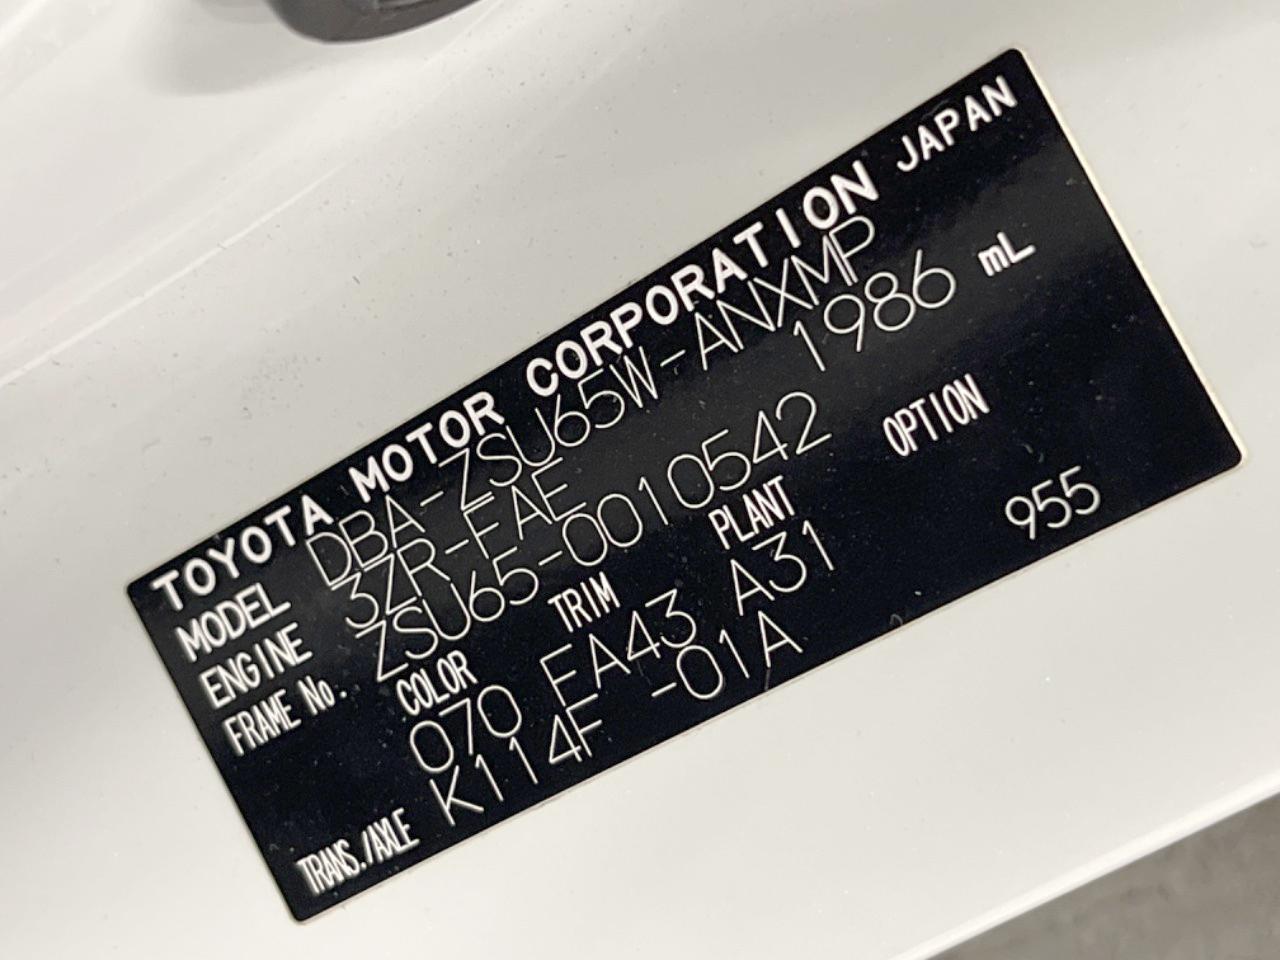 TOYOTA MOTOR CORPORATION JAPAN
MODEL DBA-ZSU65W-ANXMP
ENGINE 3ZR-FAE 1986 mL
FRAME No. ZSU65-0010542
COLOR TRIM PLANT OPTION
070 FA43 A31 955
TRANS./AXLE K114F -01A